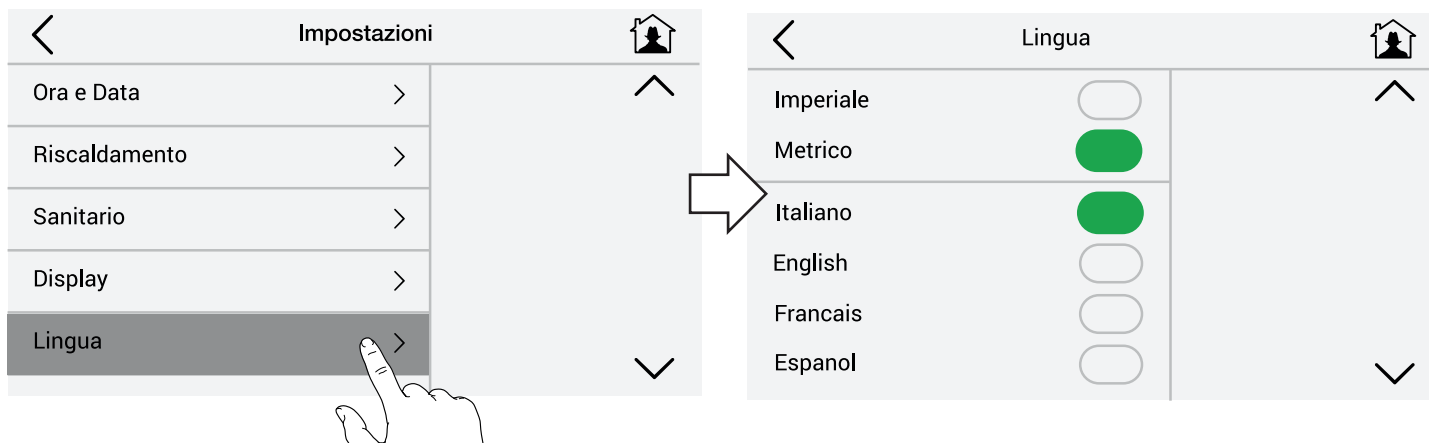 Impostazioni
Ora e Data
Riscaldamento
Sanitario
Display
Lingua
Lingua
Imperiale
Metrico
Italiano
English
Francais
Espanol